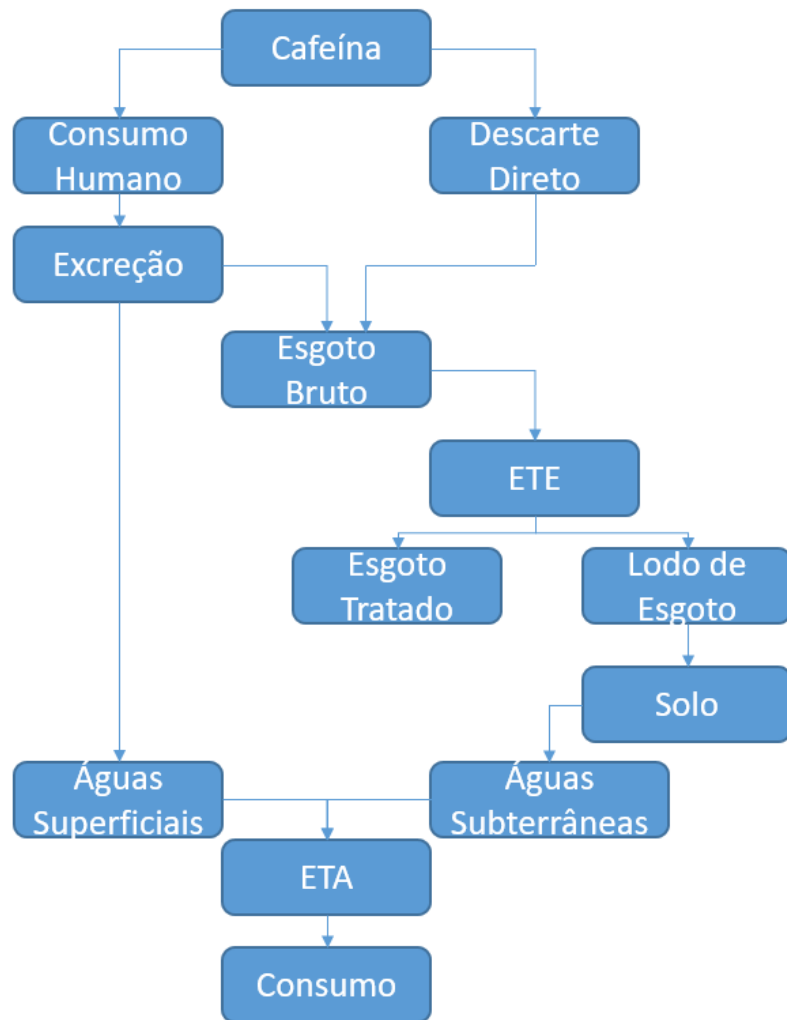 Cafeína
Consumo
Humano
Descarte
Direto
Excreção
Esgoto
Bruto
ETE
Esgoto
Tratado
Lodo de
Esgoto
Solo
Águas
Superficiais
Águas
Subterrâneas
ETA
Consumo